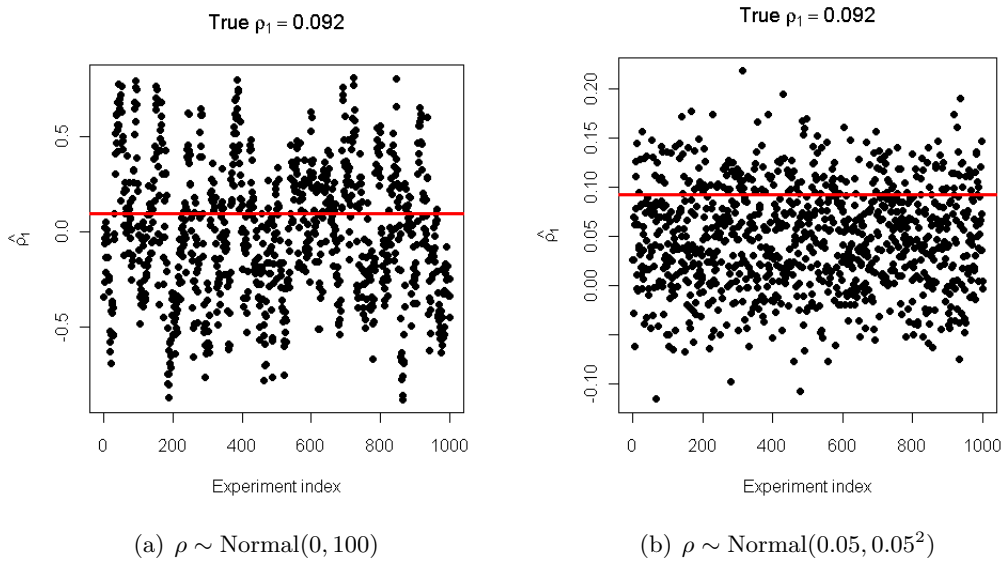 True ρ₁ = 0.092
0.5
0.0
-0.5
ρ̂₁
0 200 400 600 800 1000
Experiment index
(a) ρ ∼ Normal(0, 100)
True ρ₁ = 0.092
0.20
0.15
0.10
0.05
0.00
-0.10
ρ̂₁
0 200 400 600 800 1000
Experiment index
(b) ρ ∼ Normal(0.05, 0.05²)